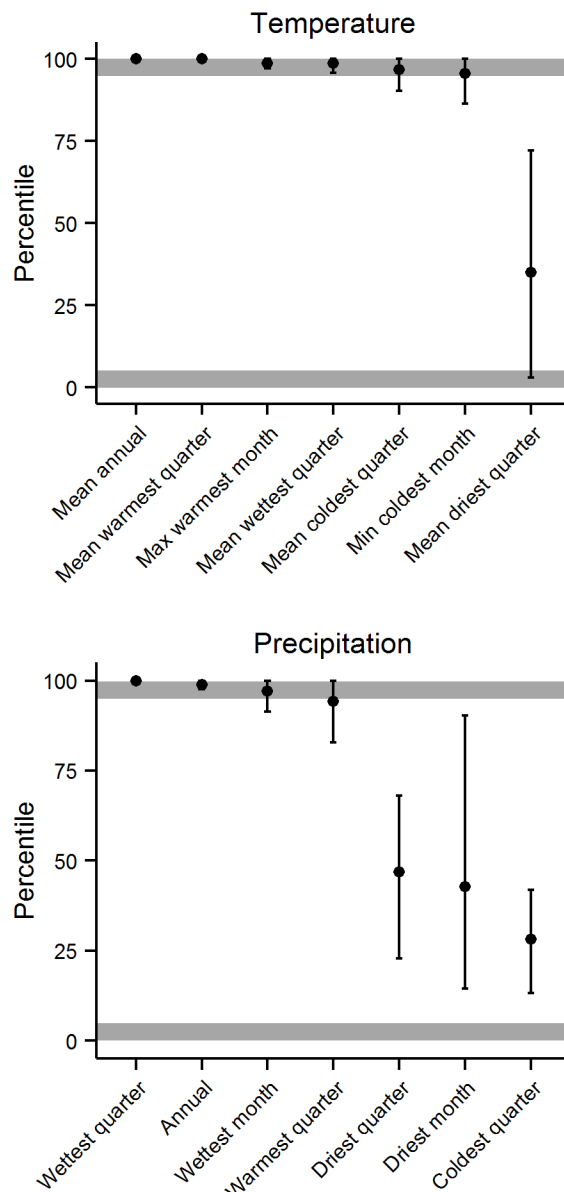 Temperature
Percentile
100
75
50
25
0
Mean annual
Mean warmest quarter
Max warmest month
Mean wettest quarter
Mean coldest quarter
Min coldest month
Mean driest quarter
Precipitation
Percentile
100
75
50
25
0
Wettest quarter
Annual
Wettest month
Warmest quarter
Driest quarter
Driest month
Coldest quarter